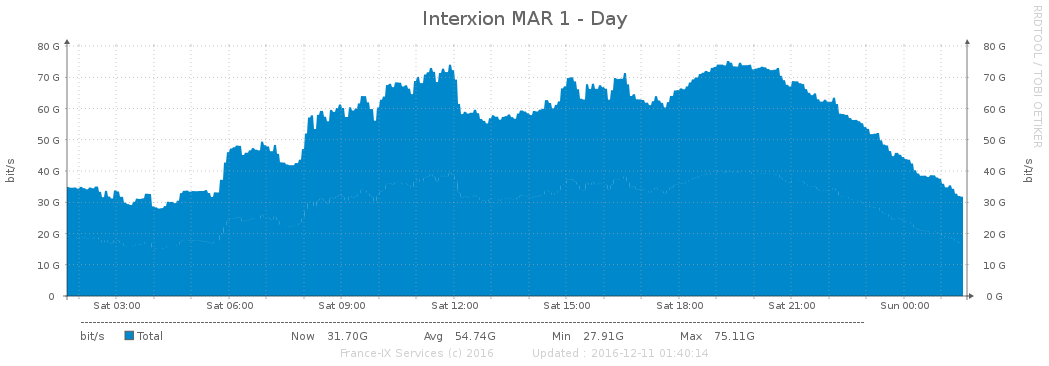 Interxion MAR 1 - Day
RRDTOOL / TOBI OETIKER
bit/s
80 G
70 G
60 G
50 G
40 G
30 G
20 G
10 G
0
80 G
70 G
60 G
50 G
40 G
30 G
20 G
10 G
0 G
bit/s
Sat 03:00 Sat 06:00 Sat 09:00 Sat 12:00 Sat 15:00 Sat 18:00 Sat 21:00 Sun 00:00
bit/s Total Now 31.70G Avg 54.74G Min 27.91G Max 75.11G
France-IX Services (c) 2016 Updated : 2016-12-11 01:40:14